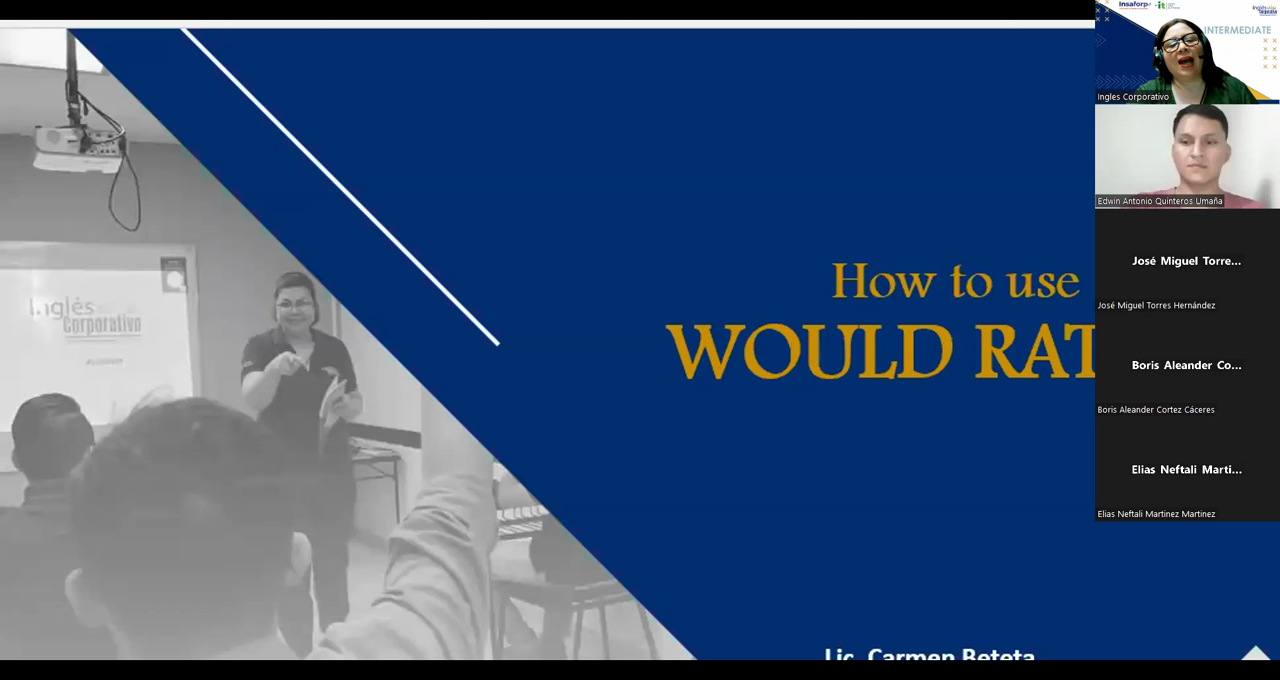 Inglés
Corporativo
How to use
WOULD RAT
Lic. Carmen Beteta
Insaforp
it
INTERMEDIATE
Ingles Corporativo
Edwin Antonio Quinteros Umaña
José Miguel Torre...
José Miguel Torres Hernández
Boris Aleander Co...
Boris Aleander Cortez Cáceres
Elias Neftali Marti...
Elias Neftali Martinez Martinez